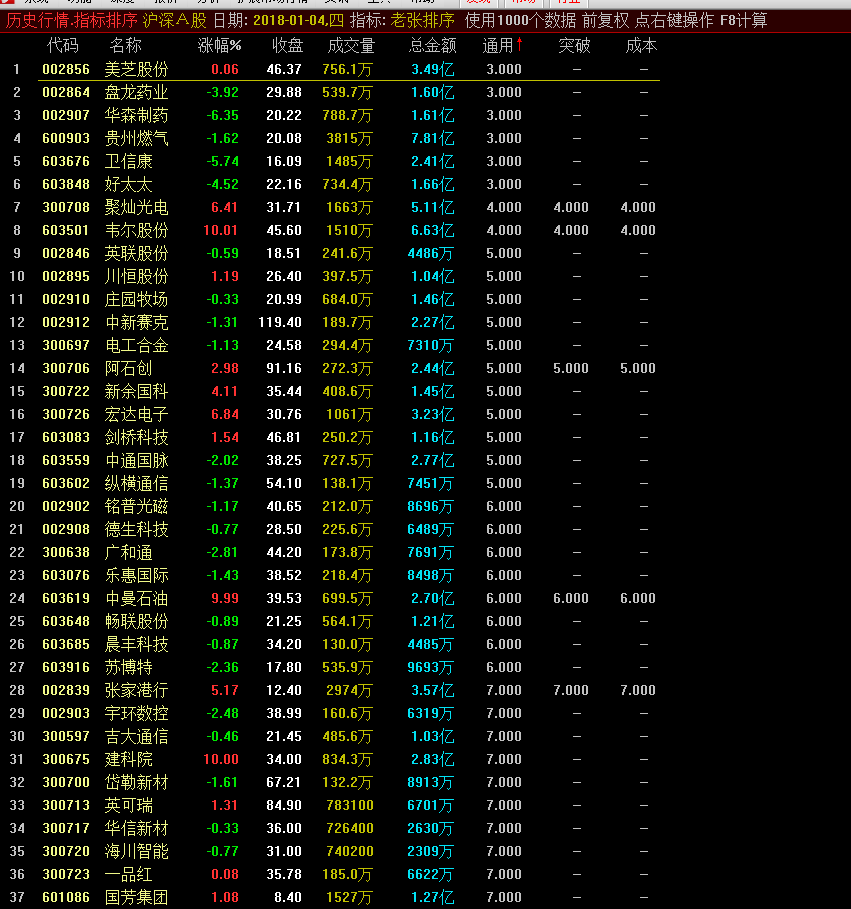 历史行情.指标排序 沪深Ａ股 日期: 2018-01-04,四 指标: 老张排序 使用1000个数据 前复权 点右键操作 F8计算
代码 名称 涨幅% 收盘 成交量 总金额 通用↑ 突破 成本
1 002856 美芝股份 0.06 46.37 756.1万 3.49亿 3.000 – –
2 002864 盘龙药业 -3.92 29.88 539.7万 1.60亿 3.000 – –
3 002907 华森制药 -6.35 20.22 788.7万 1.61亿 3.000 – –
4 600903 贵州燃气 -1.62 20.08 3815万 7.81亿 3.000 – –
5 603676 卫信康 -5.74 16.09 1485万 2.41亿 3.000 – –
6 603848 好太太 -4.52 22.16 734.4万 1.66亿 3.000 – –
7 300708 聚灿光电 6.41 31.71 1663万 5.11亿 4.000 4.000 4.000
8 603501 韦尔股份 10.01 45.60 1510万 6.63亿 4.000 4.000 4.000
9 002846 英联股份 -0.59 18.51 241.6万 4486万 5.000 – –
10 002895 川恒股份 1.19 26.40 397.5万 1.04亿 5.000 – –
11 002910 庄园牧场 -0.33 20.99 684.0万 1.46亿 5.000 – –
12 002912 中新赛克 -1.31 119.40 189.7万 2.27亿 5.000 – –
13 300697 电工合金 -1.13 24.58 294.4万 7310万 5.000 – –
14 300706 阿石创 2.98 91.16 272.3万 2.44亿 5.000 5.000 5.000
15 300722 新余国科 4.11 35.44 408.6万 1.45亿 5.000 – –
16 300726 宏达电子 6.84 30.76 1061万 3.23亿 5.000 – –
17 603083 剑桥科技 1.54 46.81 250.2万 1.16亿 5.000 – –
18 603559 中通国脉 -2.02 38.25 727.5万 2.77亿 5.000 – –
19 603602 纵横通信 -1.37 54.10 138.1万 7451万 5.000 – –
20 002902 铭普光磁 -1.17 40.65 212.0万 8696万 6.000 – –
21 002908 德生科技 -0.77 28.50 225.6万 6489万 6.000 – –
22 300638 广和通 -2.81 44.20 173.8万 7691万 6.000 – –
23 603076 乐惠国际 -1.43 38.52 218.4万 8498万 6.000 – –
24 603619 中曼石油 9.99 39.53 699.5万 2.70亿 6.000 6.000 6.000
25 603648 畅联股份 -0.89 21.25 564.1万 1.21亿 6.000 – –
26 603685 晨丰科技 -0.87 34.20 130.0万 4485万 6.000 – –
27 603916 苏博特 -2.36 17.80 535.9万 9693万 6.000 – –
28 002839 张家港行 5.17 12.40 2974万 3.57亿 7.000 7.000 7.000
29 002903 宇环数控 -2.48 38.99 160.6万 6319万 7.000 – –
30 300597 吉大通信 -0.46 21.45 485.6万 1.03亿 7.000 – –
31 300675 建科院 10.00 34.00 834.3万 2.83亿 7.000 – –
32 300700 岱勒新材 -1.61 67.21 132.2万 8913万 7.000 – –
33 300713 英可瑞 1.31 84.90 783100 6701万 7.000 – –
34 300717 华信新材 -0.33 36.00 726400 2630万 7.000 – –
35 300720 海川智能 -0.77 31.00 740200 2309万 7.000 – –
36 300723 一品红 0.08 35.78 185.0万 6622万 7.000 – –
37 601086 国芳集团 1.08 8.40 1527万 1.27亿 7.000 – –